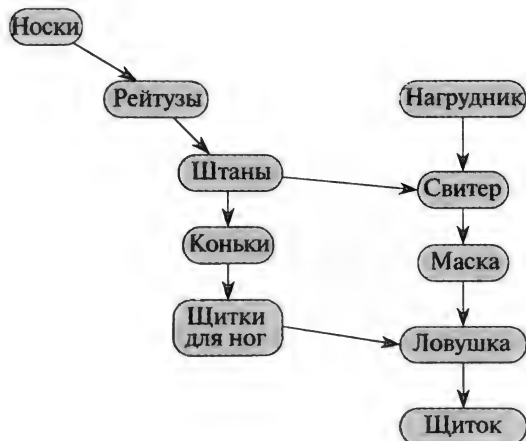 Носки
Рейтузы
Нагрудник
Штаны
Свитер
Коньки
Маска
Щитки
для ног
Ловушка
Щиток